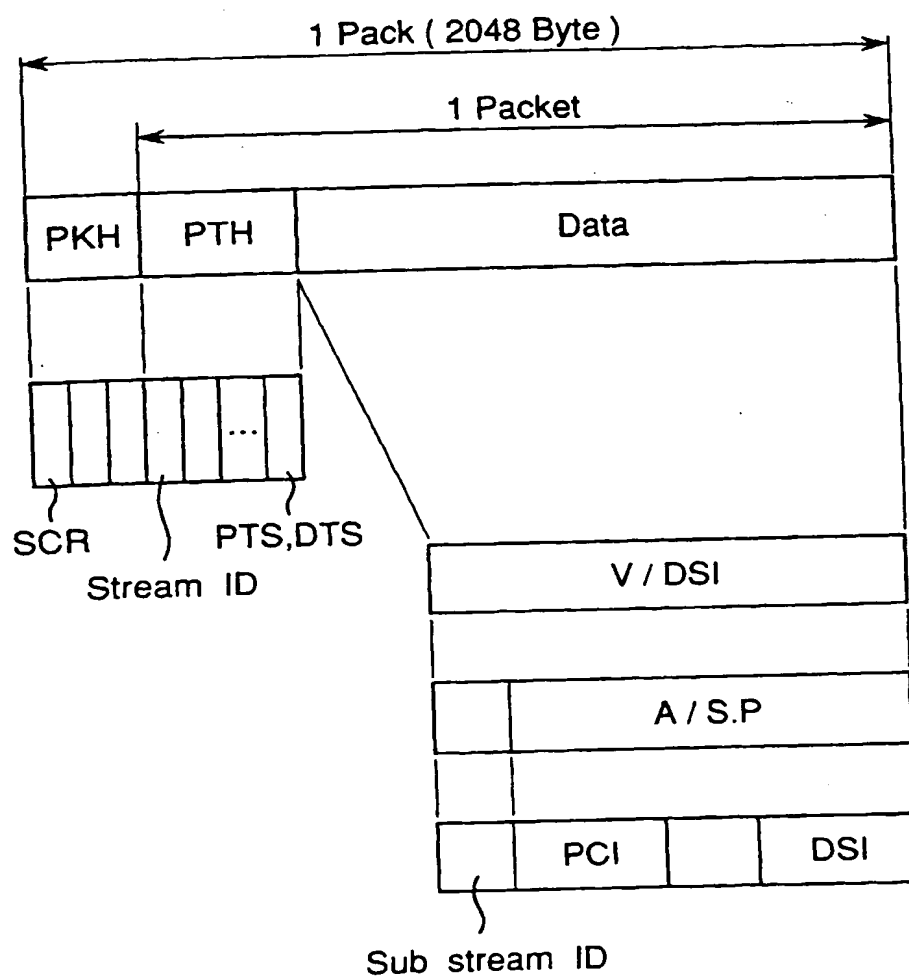 1 Pack ( 2048 Byte )
1 Packet
PKH PTH Data
...
SCR PTS,DTS
Stream ID
V / DSI
A / S.P
PCI DSI
Sub stream ID